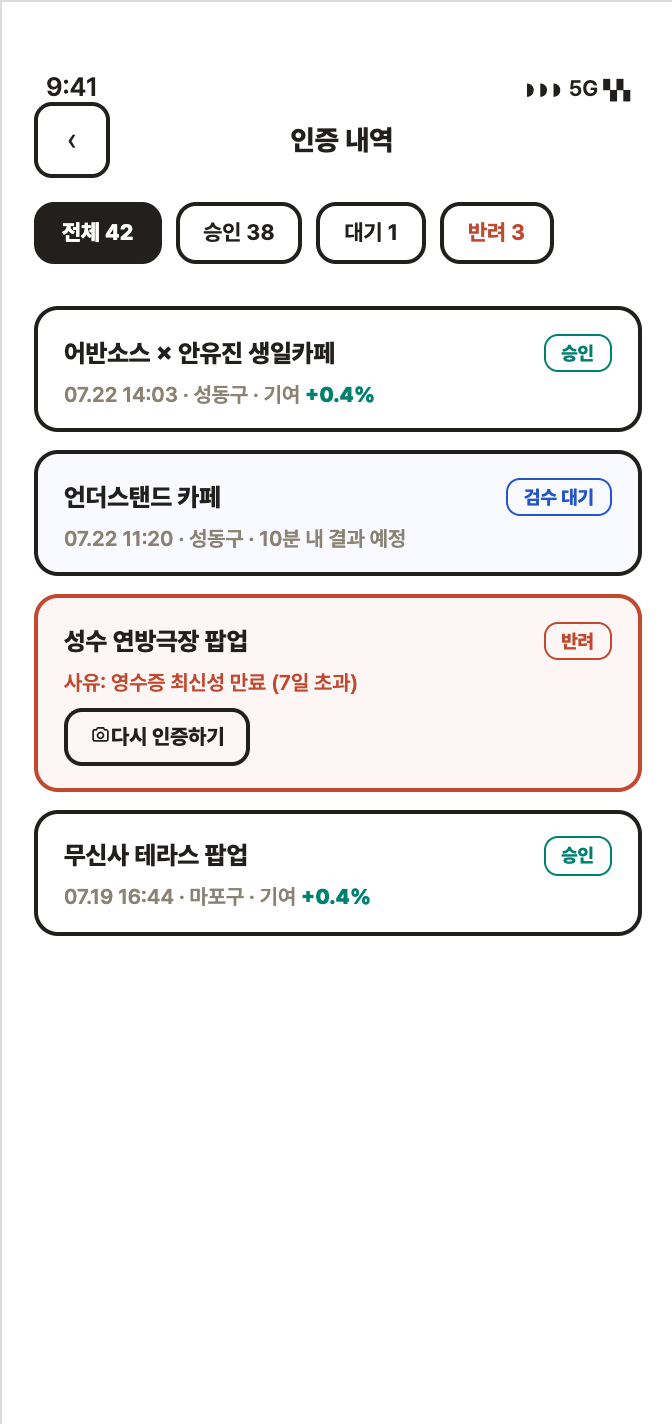 9:41 5G
인증 내역
전체 42 승인 38 대기 1 반려 3
어반소스 × 안유진 생일카페 승인
07.22 14:03 · 성동구 · 기여 +0.4%
언더스탠드 카페 검수 대기
07.22 11:20 · 성동구 · 10분 내 결과 예정
성수 연방극장 팝업 반려
사유: 영수증 최신성 만료 (7일 초과)
다시 인증하기
무신사 테라스 팝업 승인
07.19 16:44 · 마포구 · 기여 +0.4%